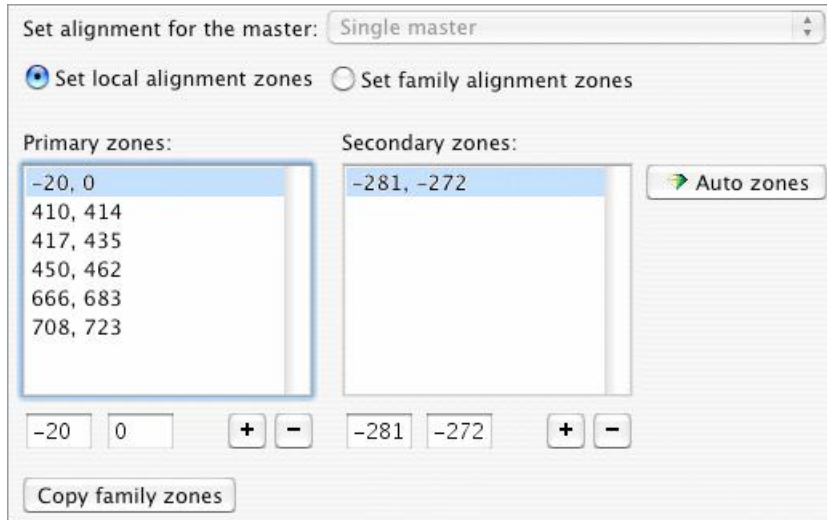 Set alignment for the master: Single master
Set local alignment zones Set family alignment zones
Primary zones: Secondary zones:
-20, 0 -281, -272 Auto zones
410, 414
417, 435
450, 462
666, 683
708, 723
-20 0 + - -281 -272 + -
Copy family zones